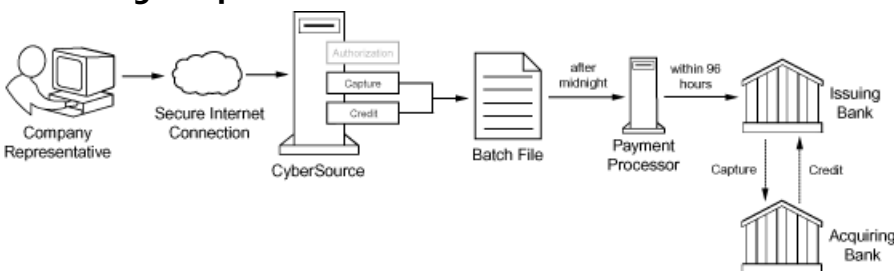 Authorization
Capture
Credit
after
midnight
within 96
hours
Issuing
Bank
Company
Representative
Secure Internet
Connection
CyberSource
Batch File
Payment
Processor
Capture
Credit
Acquiring
Bank